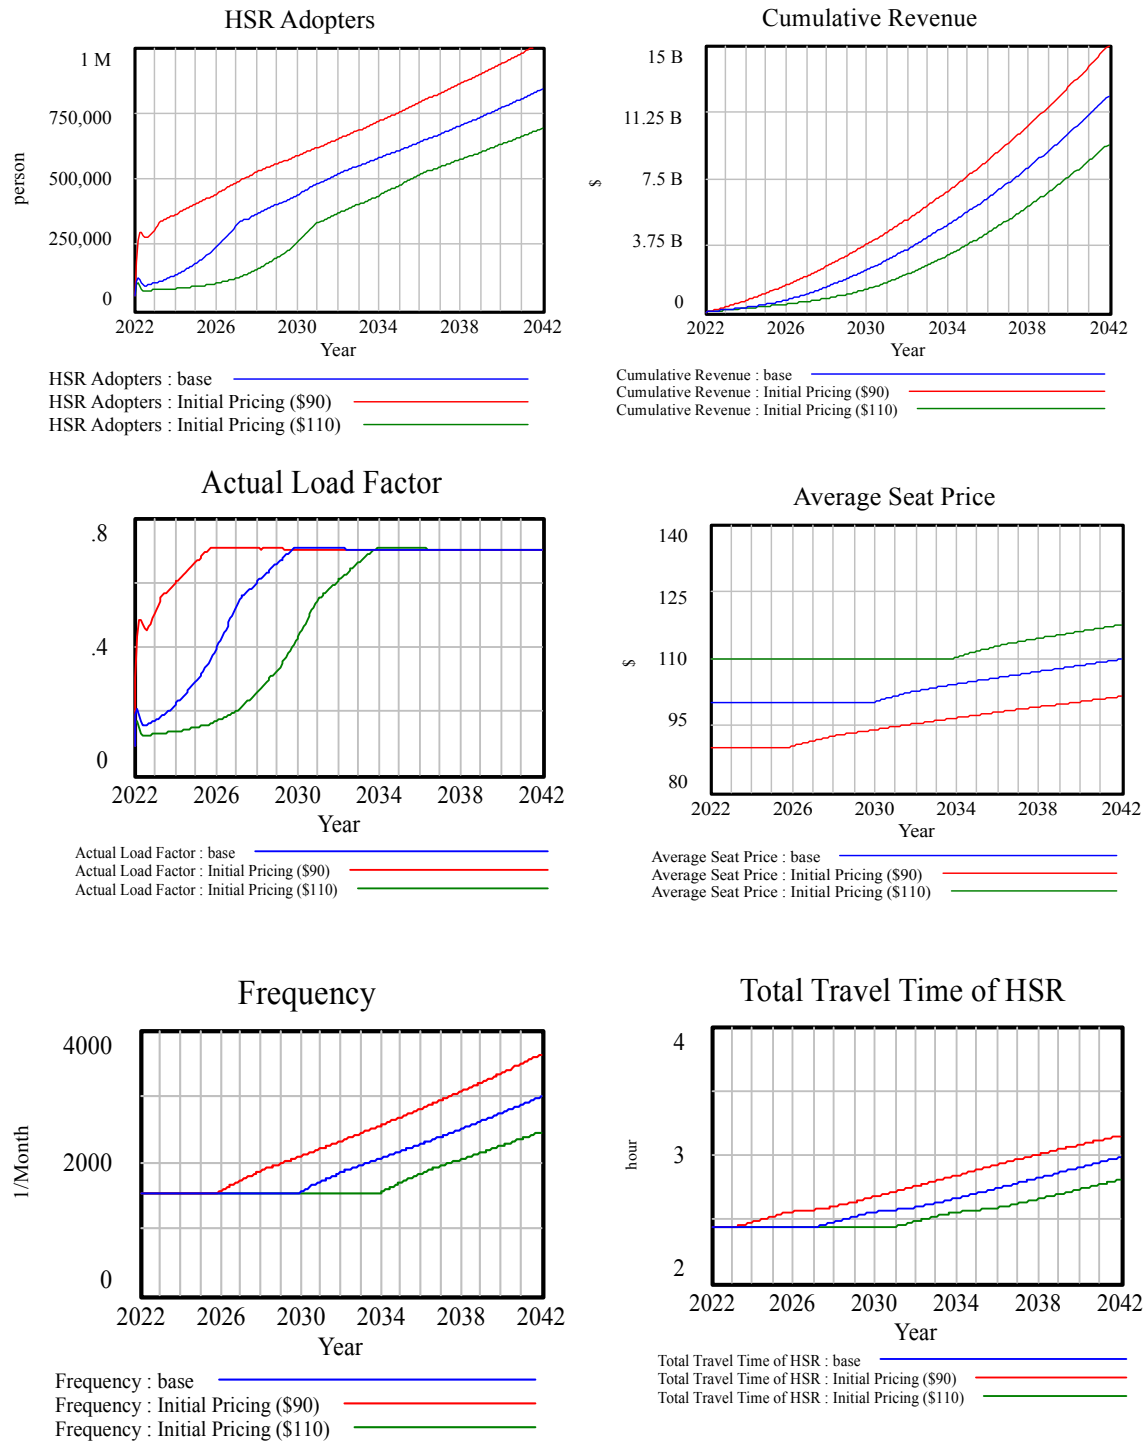 HSR Adopters
1 M
750,000
500,000
250,000
0
person
2022 2026 2030 2034 2038 2042
Year
HSR Adopters : base
HSR Adopters : Initial Pricing ($90)
HSR Adopters : Initial Pricing ($110)
Cumulative Revenue
15 B
11.25 B
7.5 B
3.75 B
0
$
2022 2026 2030 2034 2038 2042
Year
Cumulative Revenue : base
Cumulative Revenue : Initial Pricing ($90)
Cumulative Revenue : Initial Pricing ($110)
Actual Load Factor
.8
.4
0
2022 2026 2030 2034 2038 2042
Year
Actual Load Factor : base
Actual Load Factor : Initial Pricing ($90)
Actual Load Factor : Initial Pricing ($110)
Average Seat Price
140
125
110
95
80
$
2022 2026 2030 2034 2038 2042
Year
Average Seat Price : base
Average Seat Price : Initial Pricing ($90)
Average Seat Price : Initial Pricing ($110)
Frequency
4000
2000
0
1/Month
2022 2026 2030 2034 2038 2042
Year
Frequency : base
Frequency : Initial Pricing ($90)
Frequency : Initial Pricing ($110)
Total Travel Time of HSR
4
3
2
hour
2022 2026 2030 2034 2038 2042
Year
Total Travel Time of HSR : base
Total Travel Time of HSR : Initial Pricing ($90)
Total Travel Time of HSR : Initial Pricing ($110)